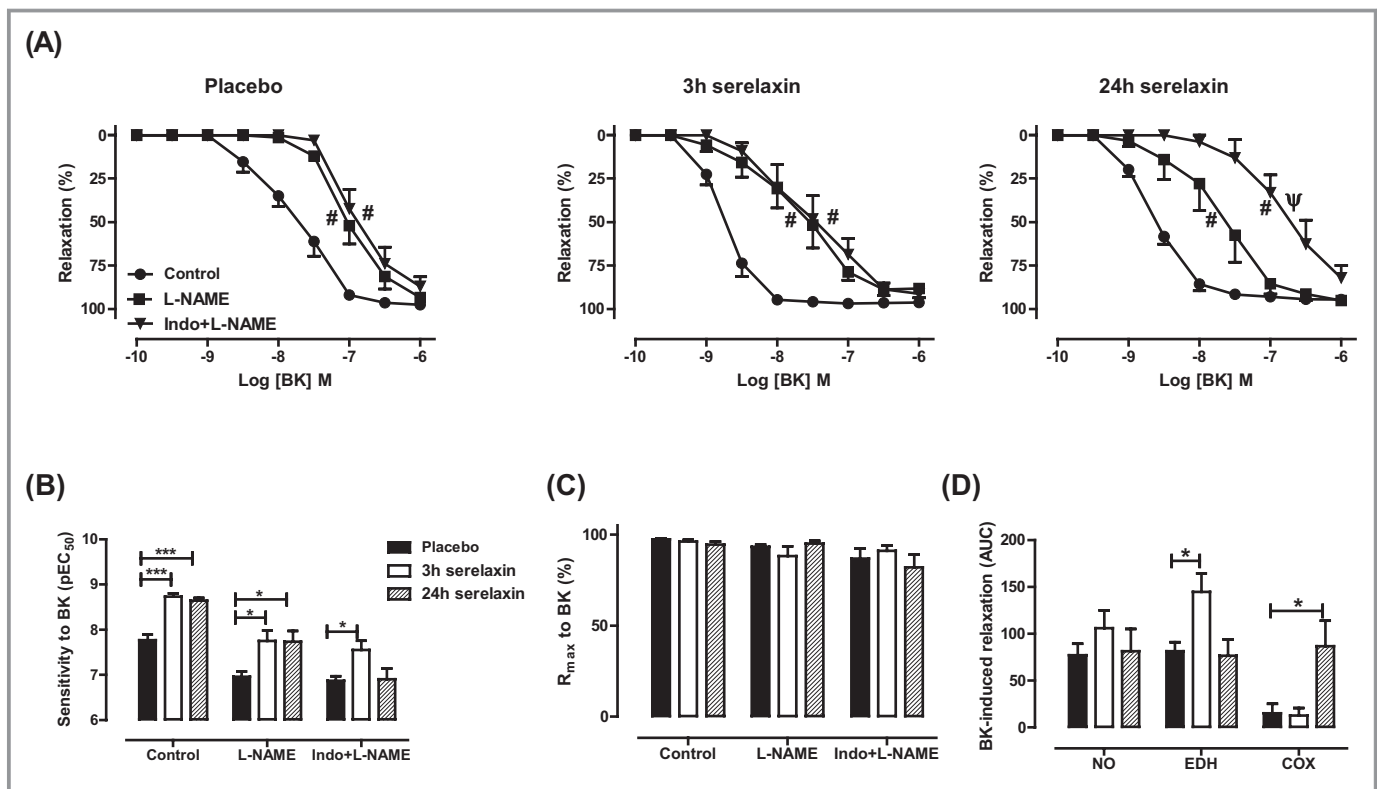 (A)
Placebo
3h serelaxin
24h serelaxin
Relaxation (%)
0
25
50
75
100
# #
Control
L-NAME
Indo+L-NAME
-10 -9 -8 -7 -6
Log [BK] M
Relaxation (%)
0
25
50
75
100
# #
-10 -9 -8 -7 -6
Log [BK] M
Relaxation (%)
0
25
50
75
100
# # ψ
-10 -9 -8 -7 -6
Log [BK] M
(B)
Sensitivity to BK (pEC50)
10
9
8
7
6
***
***
*
*
*
Placebo
3h serelaxin
24h serelaxin
Control L-NAME Indo+L-NAME
(C)
Rmax to BK (%)
100
50
0
Control L-NAME Indo+L-NAME
(D)
BK-induced relaxation (AUC)
200
150
100
50
0
*
*
NO EDH COX